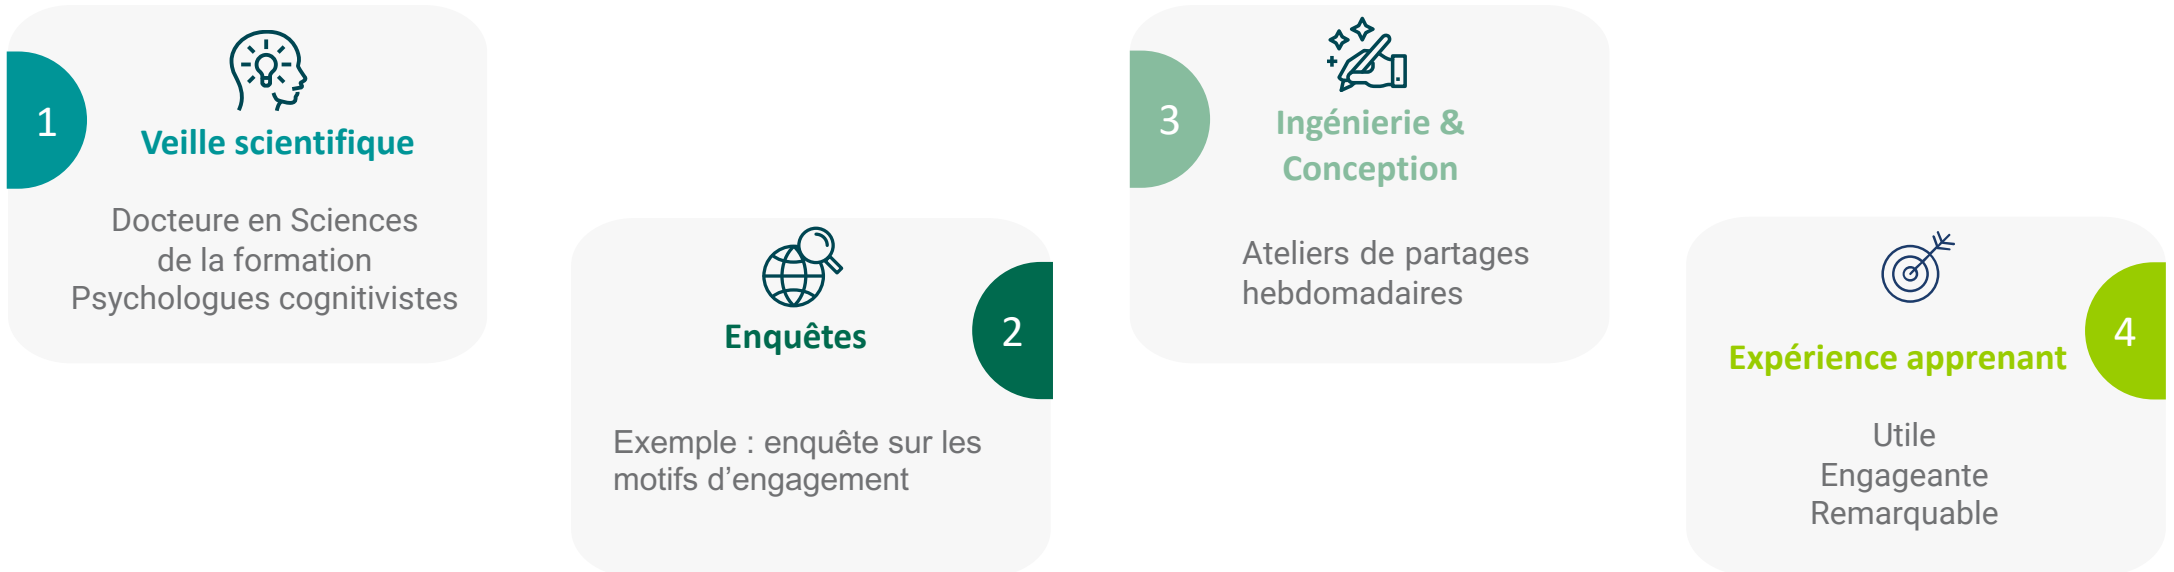 1
Veille scientifique
Docteure en Sciences
de la formation
Psychologues cognitivistes
Enquêtes
2
Exemple : enquête sur les
motifs d’engagement
3
Ingénierie &
Conception
Ateliers de partages
hebdomadaires
Expérience apprenant
4
Utile
Engageante
Remarquable